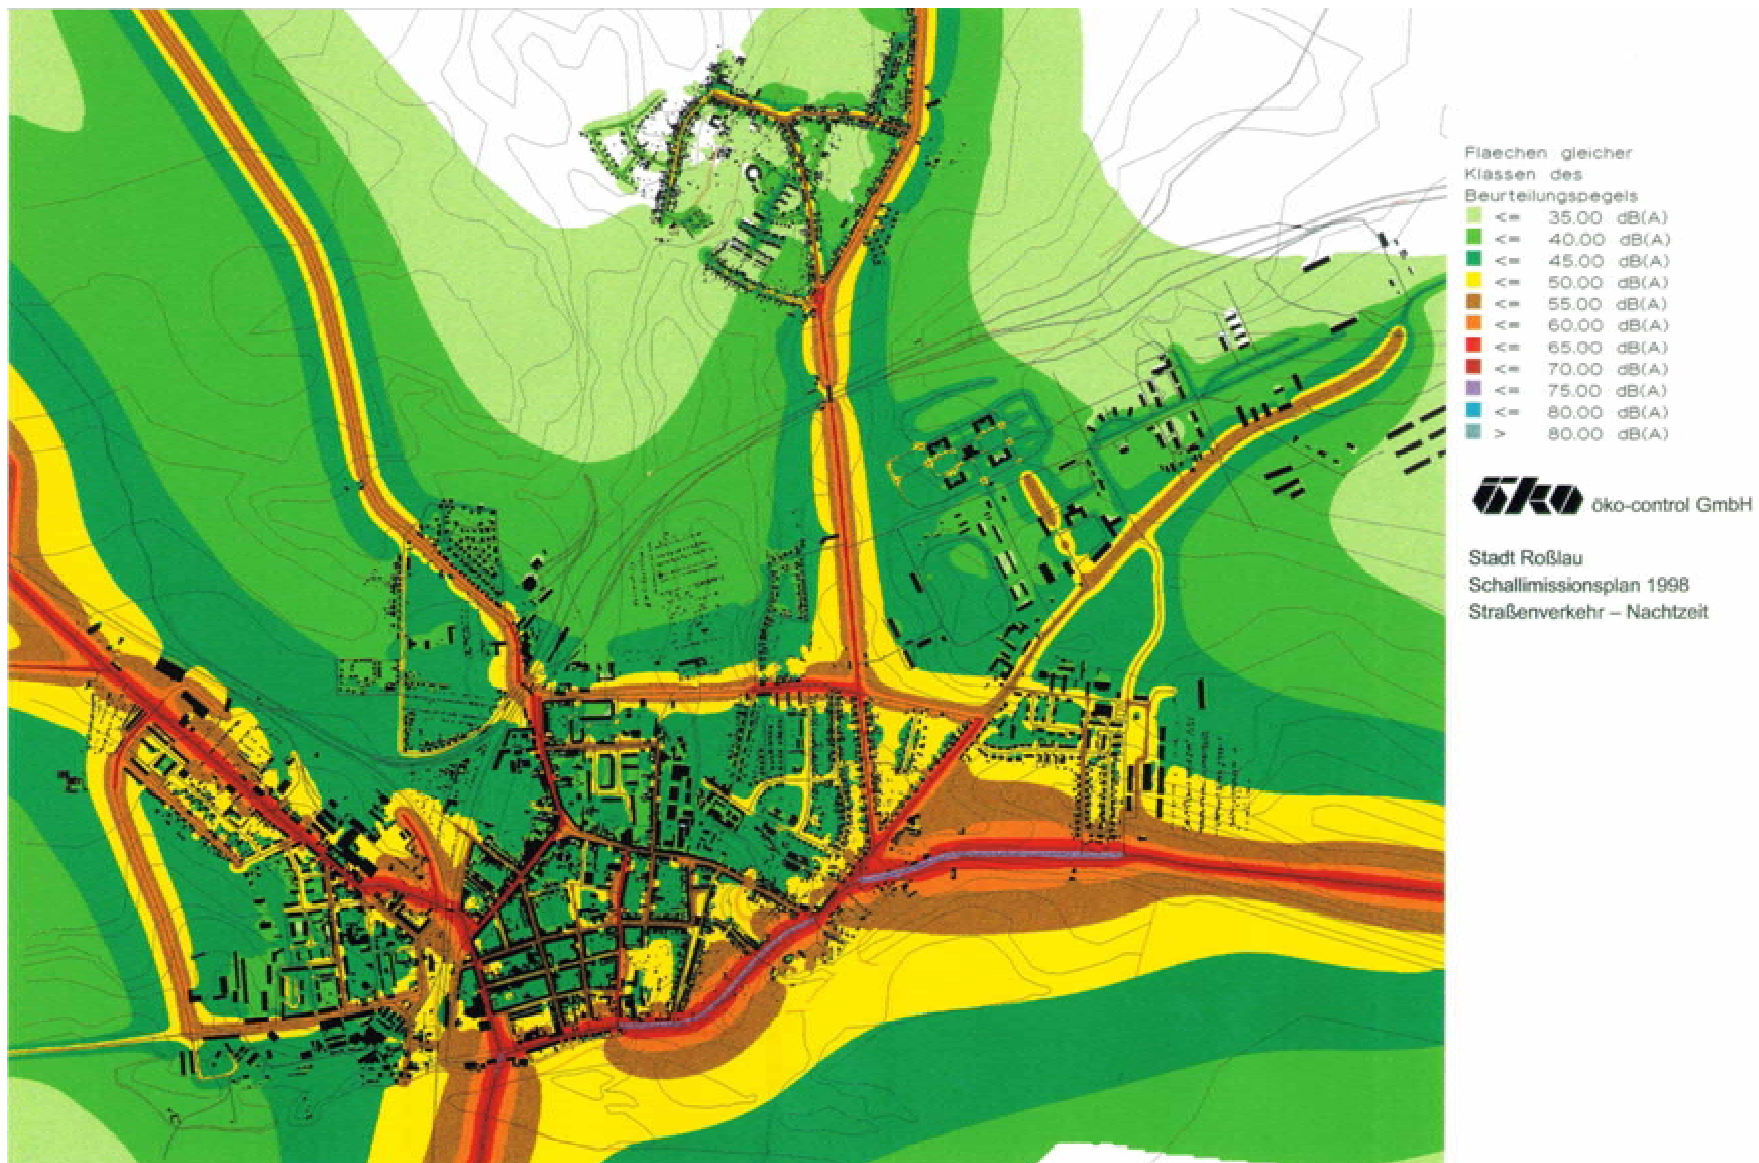 Flaechen gleicher
Klassen des
Beurteilungspegels
<= 35.00 dB(A)
<= 40.00 dB(A)
<= 45.00 dB(A)
<= 50.00 dB(A)
<= 55.00 dB(A)
<= 60.00 dB(A)
<= 65.00 dB(A)
<= 70.00 dB(A)
<= 75.00 dB(A)
<= 80.00 dB(A)
> 80.00 dB(A)
öko öko-control GmbH
Stadt Roßlau
Schallimissionsplan 1998
Straßenverkehr – Nachtzeit